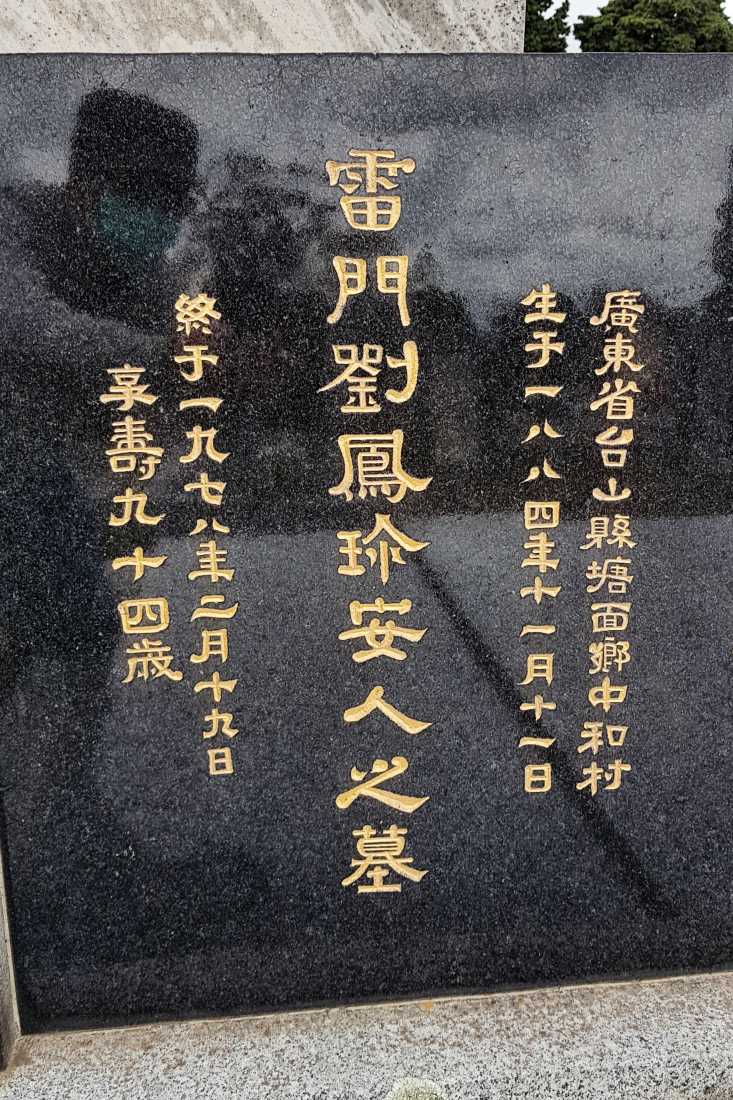 廣東省台山縣塘面鄉中和村
生于一八八四年十一月十一日
雷門劉鳳珍安人之墓
終于一九七八年二月十九日
享壽九十四歲